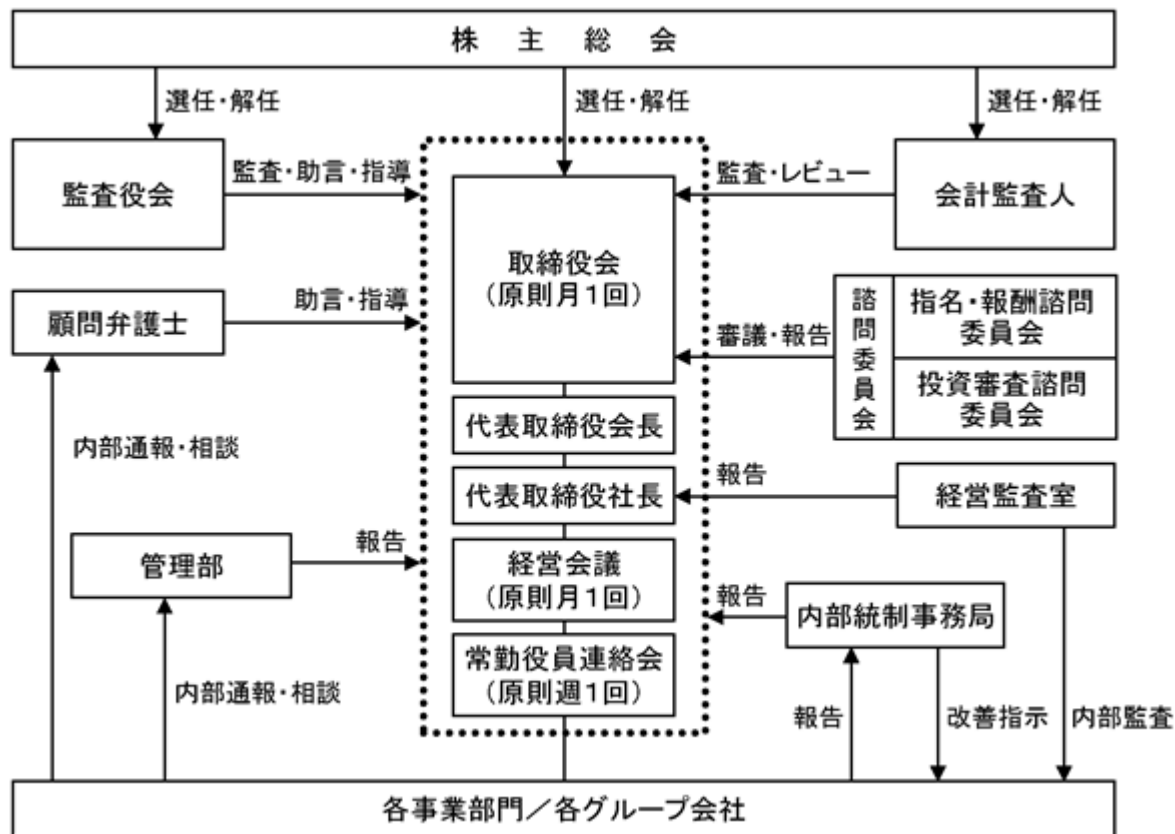 株主総会
選任・解任
選任・解任
選任・解任
監査役会
監査・助言・指導
監査・レビュー
会計監査人
取締役会
(原則月1回)
顧問弁護士
助言・指導
審議・報告
諮問委員会
指名・報酬諮問
委員会
投資審査諮問
委員会
内部通報・相談
代表取締役会長
代表取締役社長
報告
経営監査室
管理部
報告
経営会議
(原則月1回)
報告
内部統制事務局
常勤役員連絡会
(原則週1回)
内部通報・相談
報告
改善指示
内部監査
各事業部門/各グループ会社